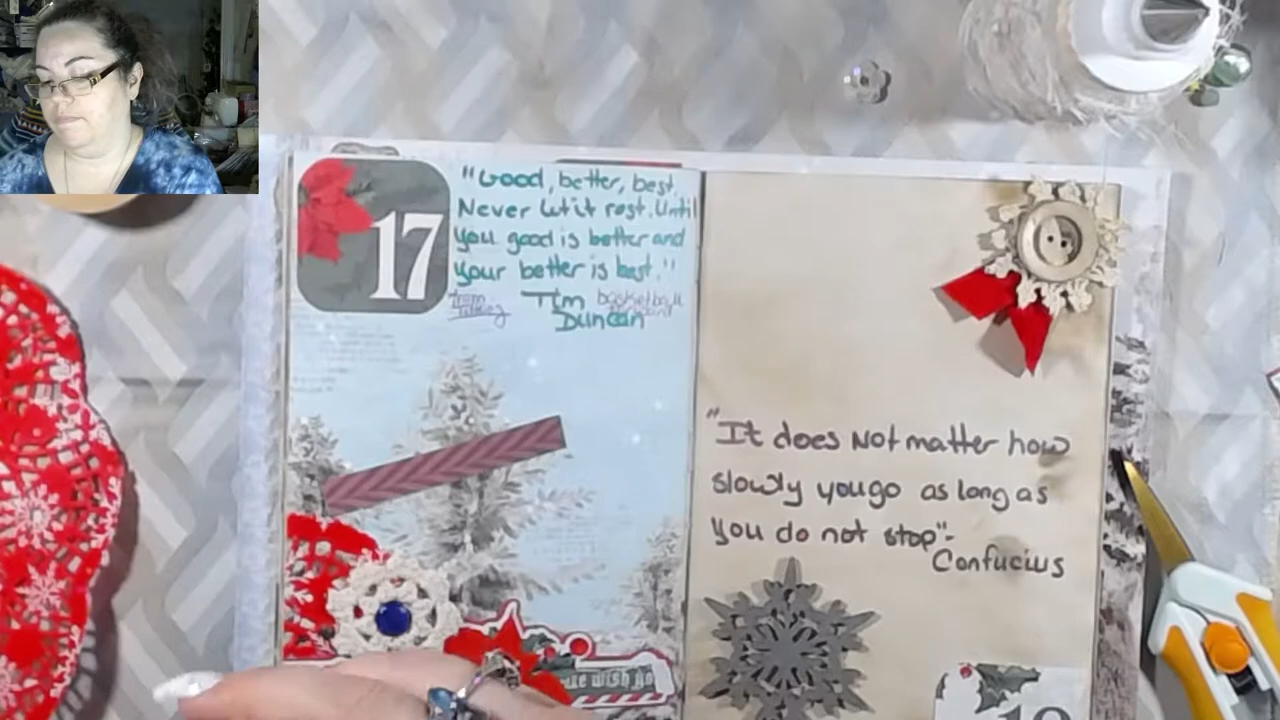 17
"Good, better, best.
Never let it rest. Until
you good is better and
your better is best."
Tim basketball
Duncan
"It does Not matter how
slowly you go as long as
you do not stop"-
Confucius